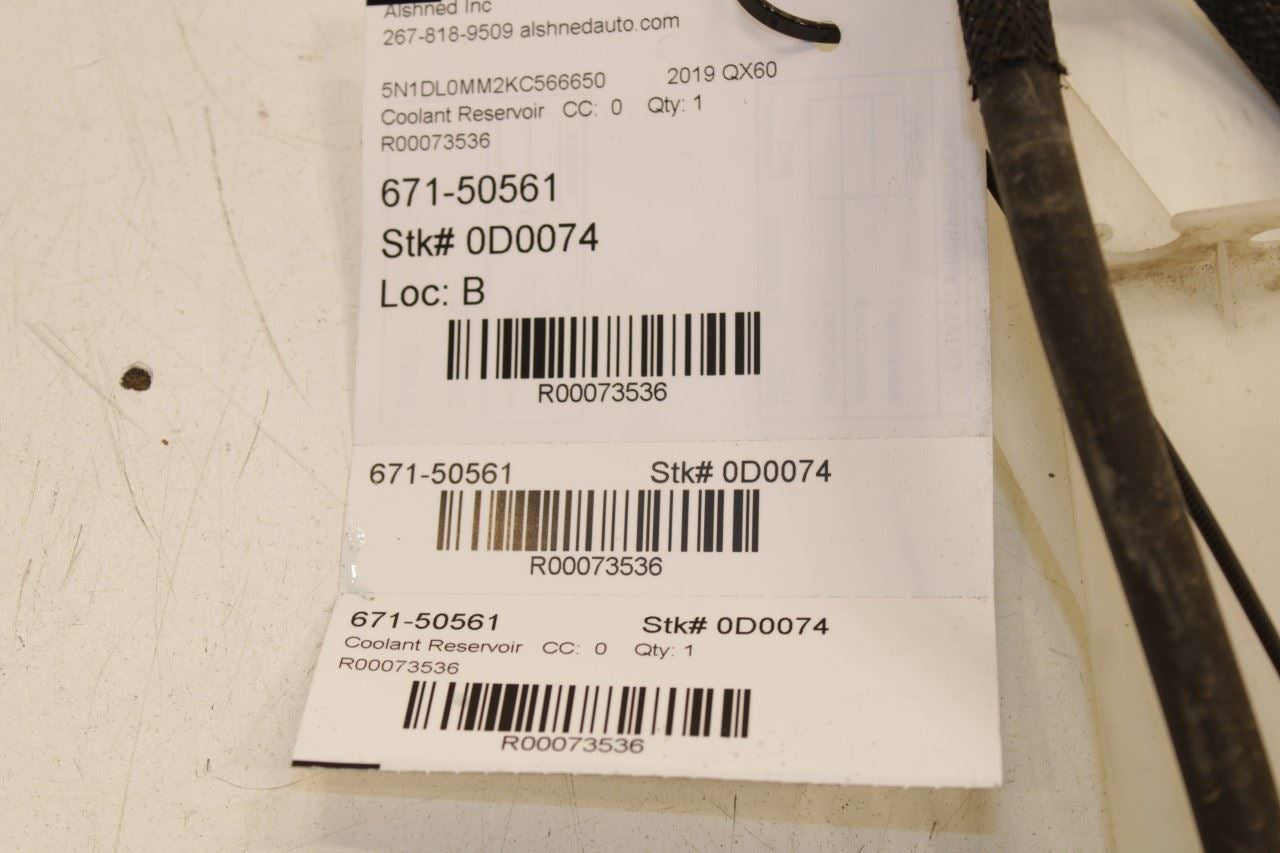 Alshned Inc
267-818-9509 alshnedauto.com
5N1DL0MM2KC566650 2019 QX60
Coolant Reservoir CC: 0 Qty: 1
R00073536
671-50561
Stk# 0D0074
Loc: B
R00073536
671-50561 Stk# 0D0074
R00073536
671-50561 Stk# 0D0074
Coolant Reservoir CC: 0 Qty: 1
R00073536
R00073536